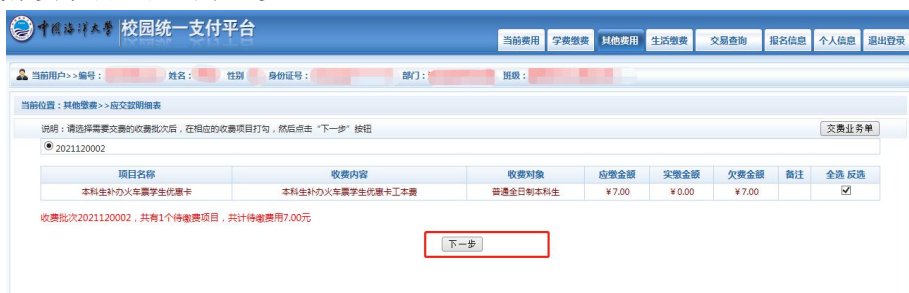 中国海洋大学 校园统一支付平台
当前费用 学费缴费 其他费用 生活缴费 交易查询 报名信息 个人信息 退出登录
当前用户>>编号： 姓名： 性别 身份证号： 部门： 班级：
当前位置：其他缴费>>应交款明细表
说明：请选择需要交费的收费批次后，在相应的收费项目打勾，然后点击“下一步”按钮
交费业务单
2021120002
项目名称 收费内容 收费对象 应缴金额 实缴金额 欠费金额 备注 全选 反选
本科生补办火车票学生优惠卡 本科生补办火车票学生优惠卡工本费 普通全日制本科生 ￥7.00 ￥0.00 ￥7.00
收费批次2021120002，共有1个待缴费项目，共计待缴费用7.00元
下一步